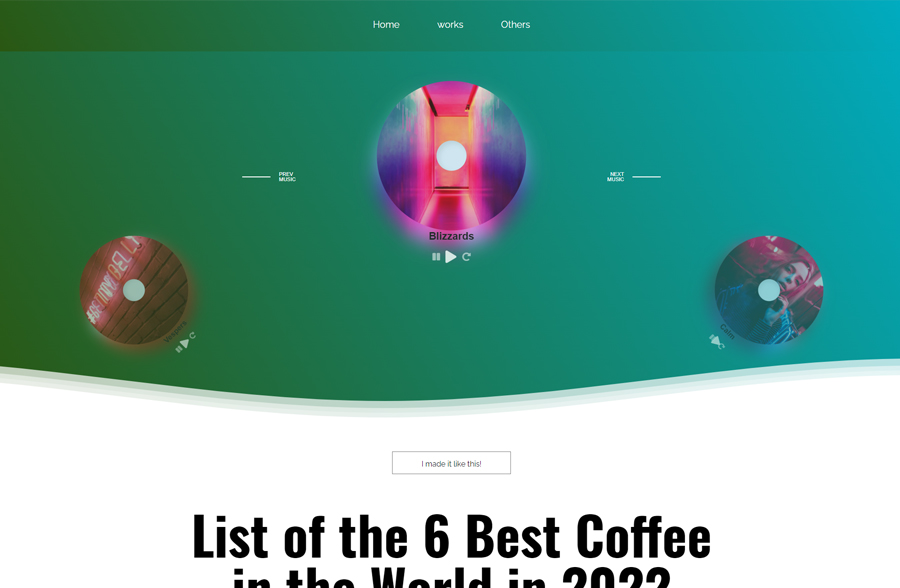 Home works Others
PREV
MUSIC
NEXT
MUSIC
Blizzards
I made it like this!
List of the 6 Best Coffee
in the World in 2022